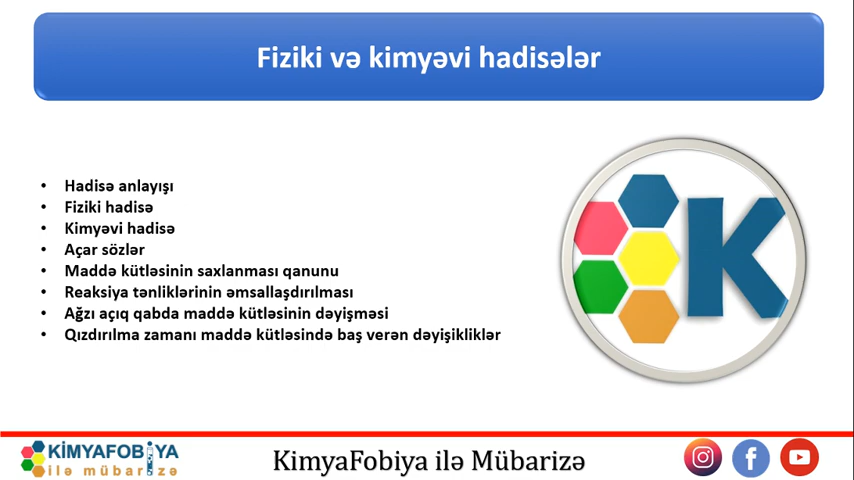 Fiziki və kimyəvi hadisələr
• Hadisə anlayışı
• Fiziki hadisə
• Kimyəvi hadisə
• Açar sözlər
• Maddə kütləsinin saxlanması qanunu
• Reaksiya tənliklərinin əmsallaşdırılması
• Ağzı açıq qabda maddə kütləsinin dəyişməsi
• Qızdırılma zamanı maddə kütləsində baş verən dəyişikliklər
K
KİMYAFOBİYA
ilə mübarizə
KimyaFobiya ilə Mübarizə